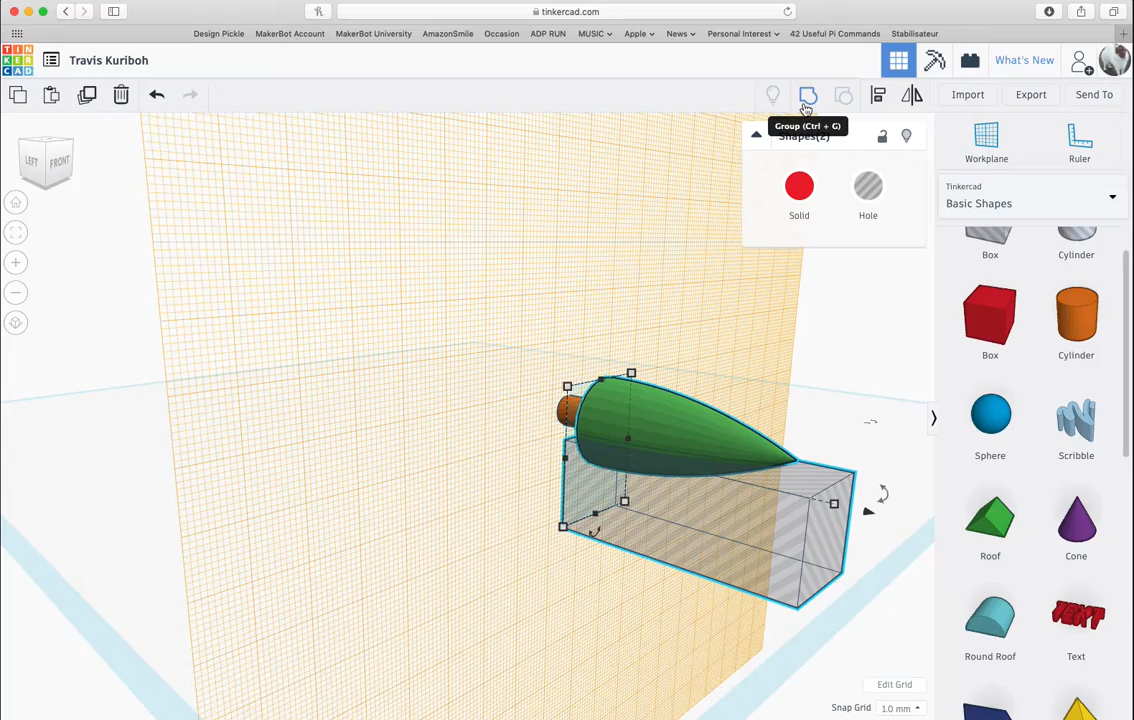 tinkercad.com
Design Pickle MakerBot Account MakerBot University AmazonSmile Occasion ADP RUN MUSIC Apple News Personal Interest 42 Useful Pi Commands Stabilisateur
TIN
KER
CAD
Travis Kuriboh
What's New
Import Export Send To
Group (Ctrl + G)
Shapes(2)
Solid Hole
LEFT FRONT
Workplane Ruler
Tinkercad
Basic Shapes
Box Cylinder
Box Cylinder
Sphere Scribble
Roof Cone
TEXT
Round Roof Text
Edit Grid
Snap Grid 1.0 mm